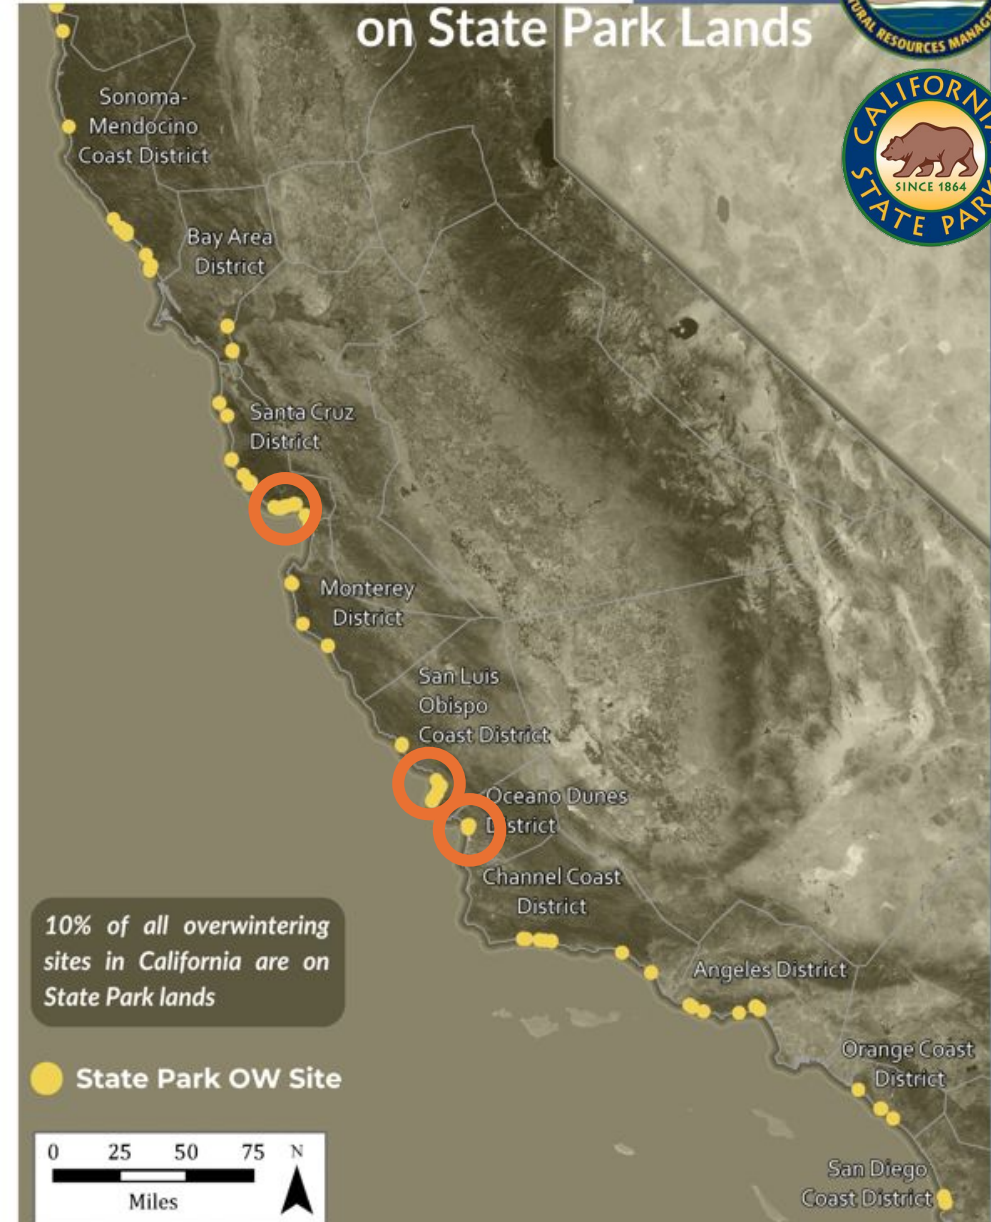 on State Park Lands
URAL RESOURCES MANAG
CALIFORNI
SINCE 1864
STATE PARK
Sonoma-
Mendocino
Coast District
Bay Area
District
Santa Cruz
District
Monterey
District
San Luis
Obispo
Coast District
Oceano Dunes
District
Channel Coast
District
10% of all overwintering
sites in California are on
State Park lands
Angeles District
Orange Coast
District
State Park OW Site
0 25 50 75 N
Miles
San Diego
Coast District